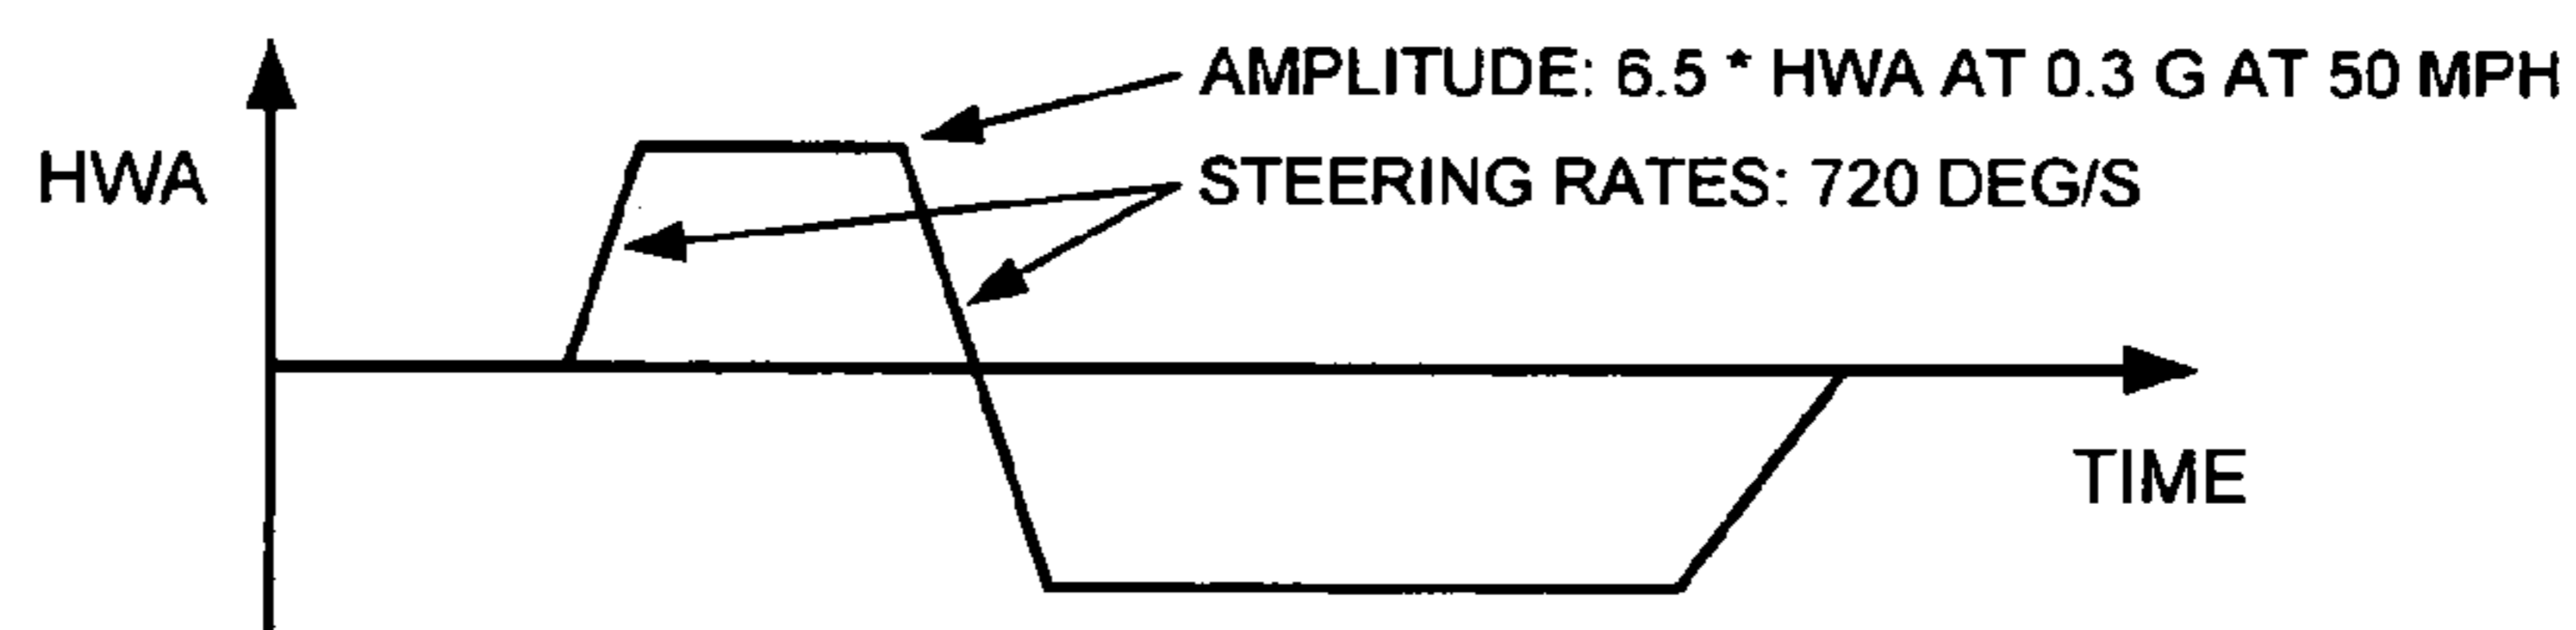 AMPLITUDE: 6.5 * HWA AT 0.3 G AT 50 MPH
HWA
STEERING RATES: 720 DEG/S
TIME